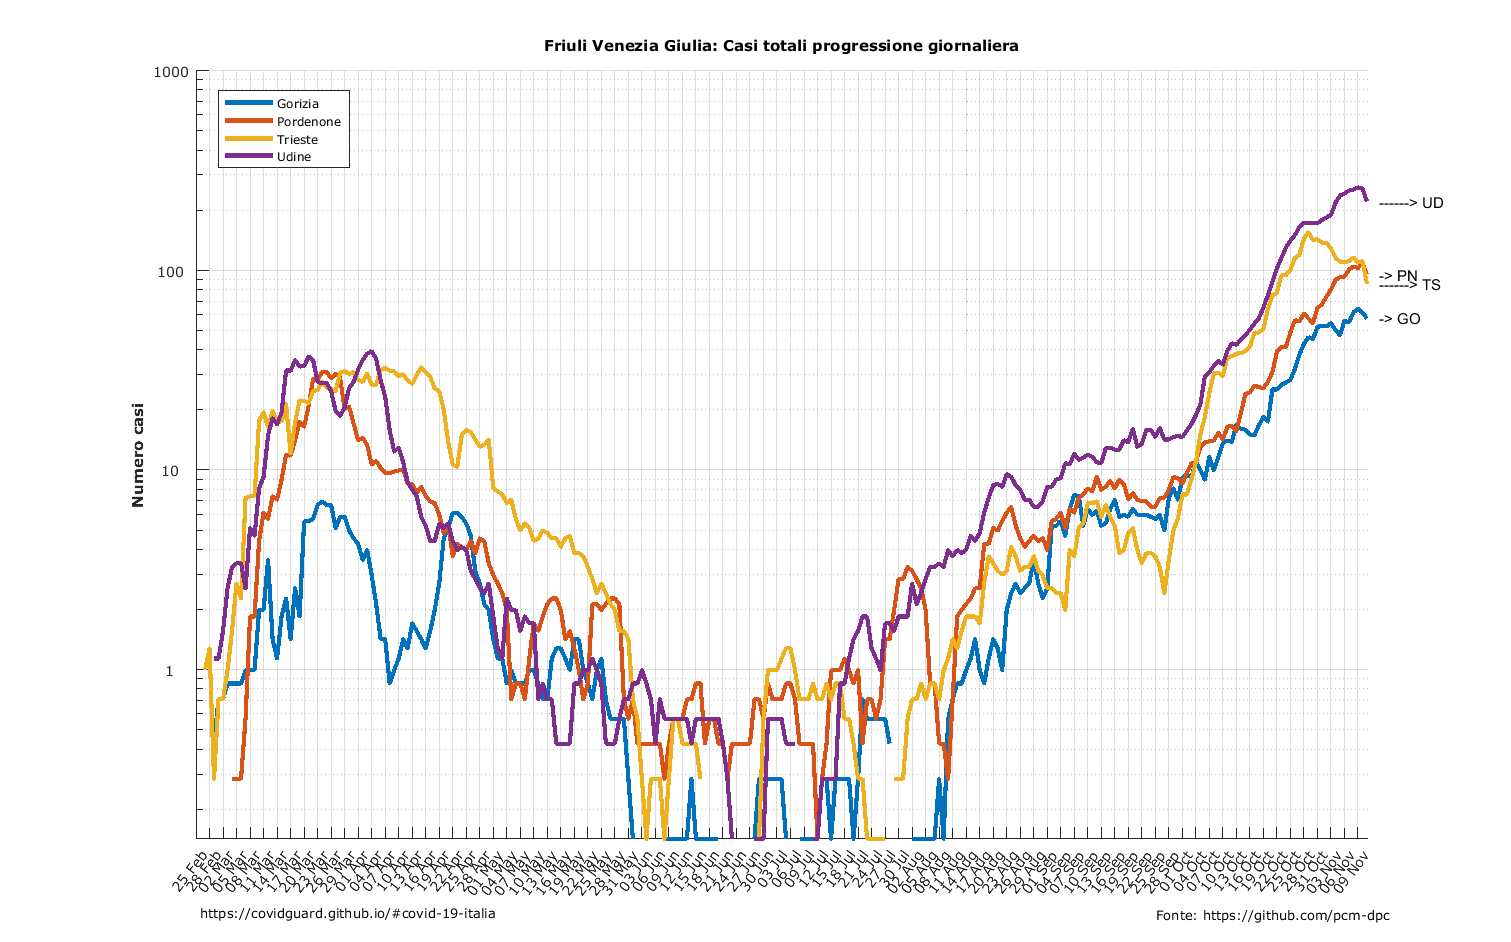 Friuli Venezia Giulia: Casi totali progressione giornaliera
1000
100
10
1
Numero casi
Gorizia
Pordenone
Trieste
Udine
------> UD
-> PN
------> TS
-> GO
25 Feb
28 Feb
02 Mar
05 Mar
08 Mar
11 Mar
14 Mar
17 Mar
20 Mar
23 Mar
26 Mar
29 Mar
01 Apr
04 Apr
07 Apr
10 Apr
13 Apr
16 Apr
19 Apr
22 Apr
25 Apr
28 Apr
01 May
04 May
07 May
10 May
13 May
16 May
19 May
22 May
25 May
28 May
31 May
03 Jun
06 Jun
09 Jun
12 Jun
15 Jun
18 Jun
21 Jun
24 Jun
27 Jun
30 Jun
03 Jul
06 Jul
09 Jul
12 Jul
15 Jul
18 Jul
21 Jul
24 Jul
27 Jul
30 Jul
02 Aug
05 Aug
08 Aug
11 Aug
14 Aug
17 Aug
20 Aug
23 Aug
26 Aug
29 Aug
01 Sep
04 Sep
07 Sep
10 Sep
13 Sep
16 Sep
19 Sep
22 Sep
25 Sep
28 Sep
01 Oct
04 Oct
07 Oct
10 Oct
13 Oct
16 Oct
19 Oct
22 Oct
25 Oct
28 Oct
31 Oct
03 Nov
06 Nov
09 Nov
https://covidguard.github.io/#covid-19-italia
Fonte: https://github.com/pcm-dpc